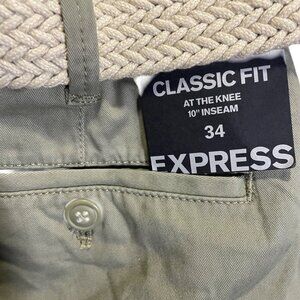 CLASSIC FIT
AT THE KNEE
10" INSEAM
34
EXPRESS